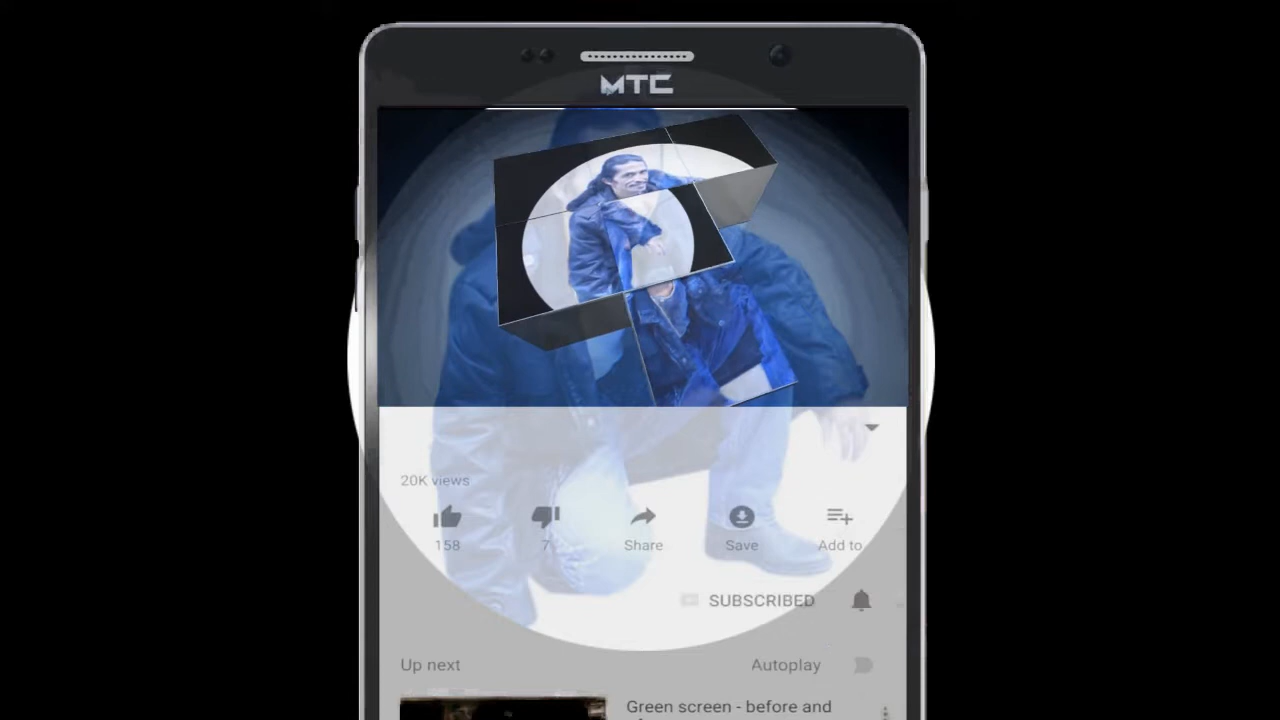 MTC
20K views
158
7
Share
Save
Add to
SUBSCRIBED
Up next
Autoplay
Green screen - before and